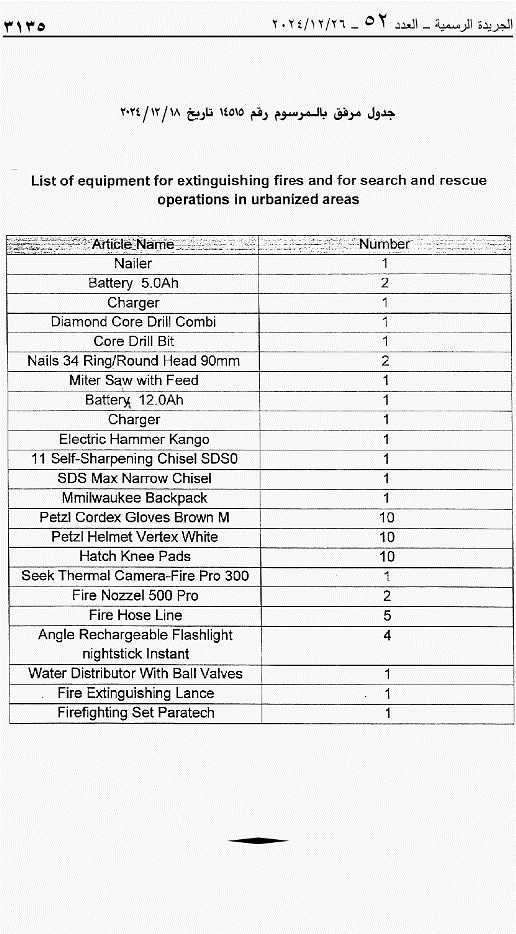 الجريدة الرسمية – العدد ٥٢ – ٢٠٢٤/١٢/٢٦
٣١٣٥
جدول مرفق بالمرسوم رقم ١٤٥١٥ تاريخ ٢٠٢٤/١٢/١٨
List of equipment for extinguishing fires and for search and rescue
operations in urbanized areas
Article Name Number
Nailer 1
Battery 5.0Ah 2
Charger 1
Diamond Core Drill Combi 1
Core Drill Bit 1
Nails 34 Ring/Round Head 90mm 2
Miter Saw with Feed 1
Battery 12.0Ah 1
Charger 1
Electric Hammer Kango 1
11 Self-Sharpening Chisel SDS0 1
SDS Max Narrow Chisel 1
Mmilwaukee Backpack 1
Petzl Cordex Gloves Brown M 10
Petzl Helmet Vertex White 10
Hatch Knee Pads 10
Seek Thermal Camera-Fire Pro 300 1
Fire Nozzel 500 Pro 2
Fire Hose Line 5
Angle Rechargeable Flashlight 4
nightstick Instant
Water Distributor With Ball Valves 1
Fire Extinguishing Lance 1
Firefighting Set Paratech 1